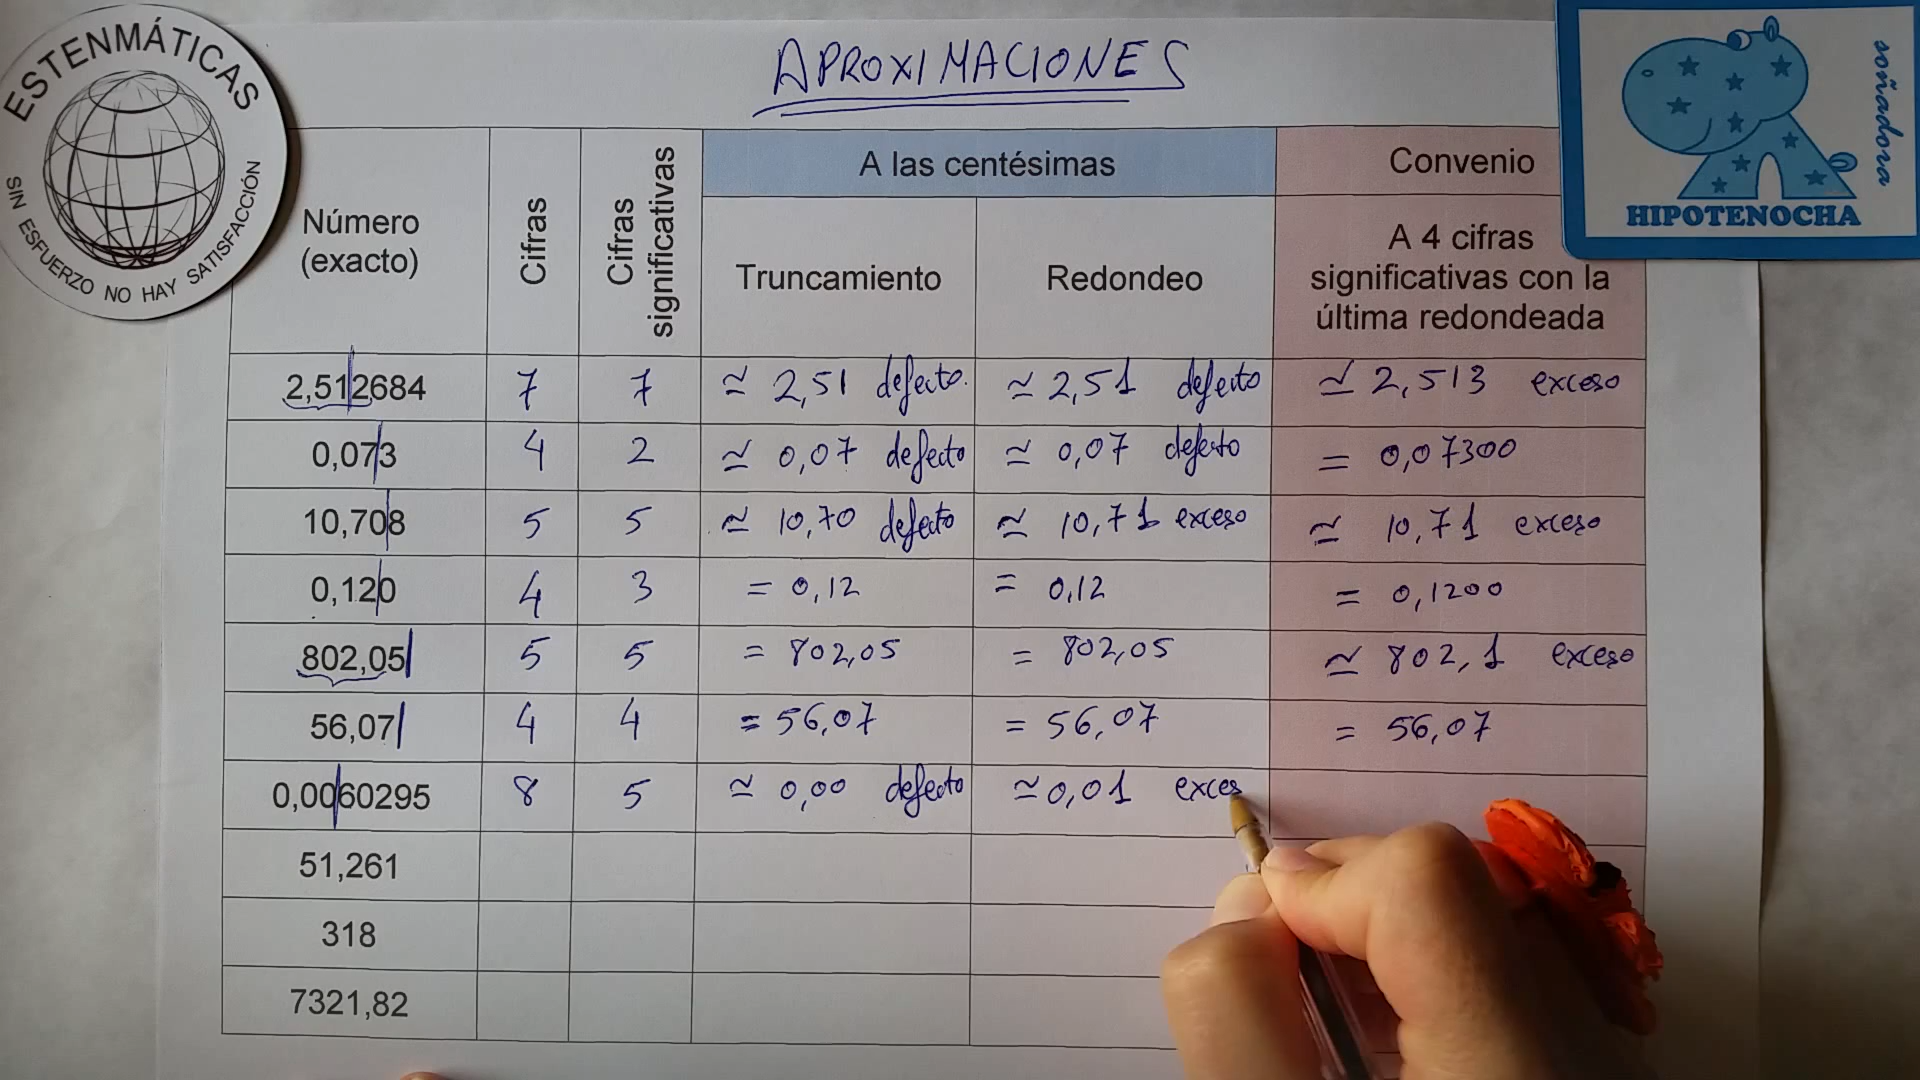 ESTENMÁTICAS
SIN ESFUERZO NO HAY SATISFACCIÓN
APROXIMACIONES
soñadora
HIPOTENOCHA
Número
(exacto)
Cifras
Cifras
significativas
A las centésimas
Convenio
Truncamiento
Redondeo
A 4 cifras
significativas con la
última redondeada
2,512684 7 7 ≃ 2,51 defecto. ≃ 2,51 defecto ≃ 2,513 exceso
0,073 4 2 ≃ 0,07 defecto ≃ 0,07 defecto = 0,07300
10,708 5 5 ≃ 10,70 defecto ≃ 10,71 exceso ≃ 10,71 exceso
0,120 4 3 = 0,12 = 0,12 = 0,1200
802,05 5 5 = 802,05 = 802,05 ≃ 802,1 exceso
56,07 4 4 = 56,07 = 56,07 = 56,07
0,0060295 8 5 ≃ 0,00 defecto ≃ 0,01 exces
51,261
318
7321,82